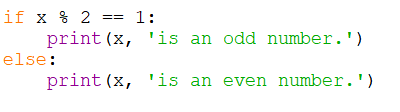 if x % 2 == 1:
    print(x, 'is an odd number.')
else:
    print(x, 'is an even number.')